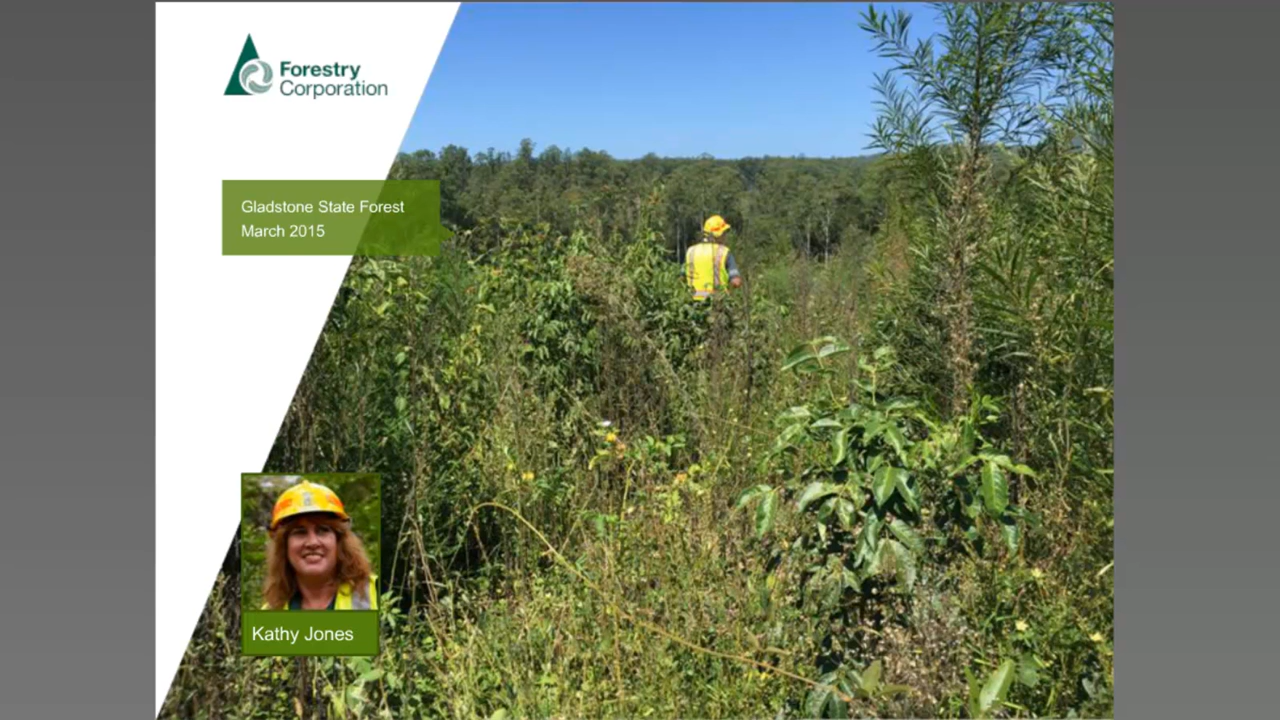 Forestry
Corporation
Gladstone State Forest
March 2015
Kathy Jones